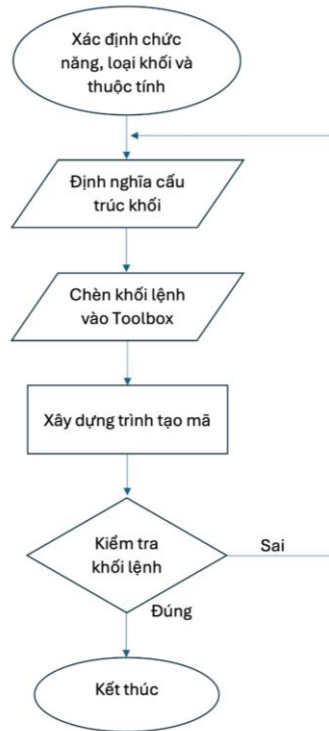 Xác định chức
năng, loại khối và
thuộc tính
Định nghĩa cấu
trúc khối
Chèn khối lệnh
vào Toolbox
Xây dựng trình tạo mã
Kiểm tra
khối lệnh
Sai
Đúng
Kết thúc